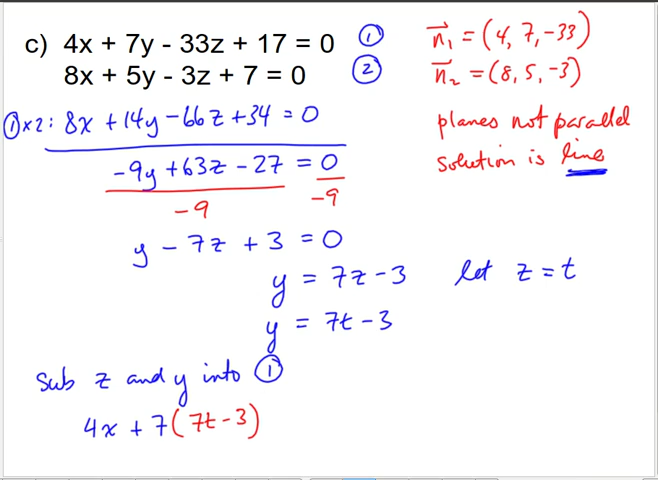 c) 4x + 7y - 33z + 17 = 0 ①
8x + 5y - 3z + 7 = 0 ②
n⃗₁ = (4, 7, -33)
n⃗₂ = (8, 5, -3)
planes not parallel
solution is line
①x2: 8x + 14y - 66z + 34 = 0
-9y + 63z - 27 = 0
-9 -9
y - 7z + 3 = 0
y = 7z - 3 let z = t
y = 7t - 3
Sub z and y into ①
4x + 7(7t - 3)